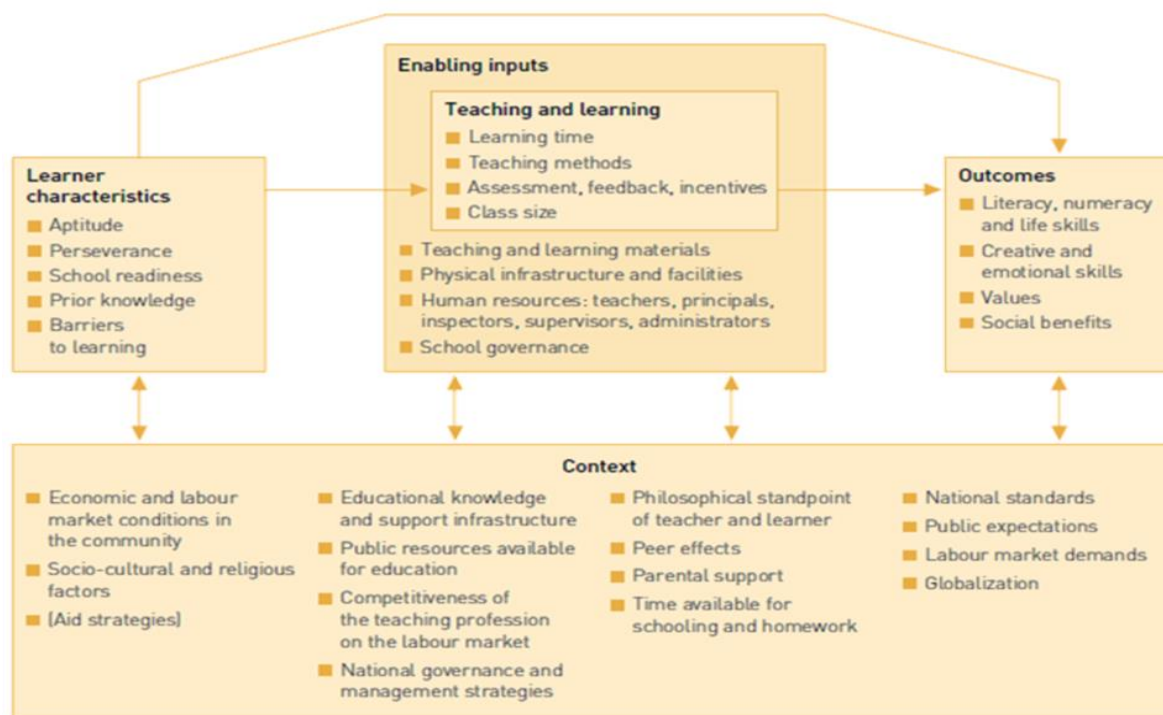 Enabling inputs
Teaching and learning
Learning time
Teaching methods
Assessment, feedback, incentives
Class size
Teaching and learning materials
Physical infrastructure and facilities
Human resources: teachers, principals,
inspectors, supervisors, administrators
School governance
Learner
characteristics
Aptitude
Perseverance
School readiness
Prior knowledge
Barriers
to learning
Outcomes
Literacy, numeracy
and life skills
Creative and
emotional skills
Values
Social benefits
Context
Economic and labour
market conditions in
the community
Socio-cultural and religious
factors
(Aid strategies)
Educational knowledge
and support infrastructure
Public resources available
for education
Competitiveness of
the teaching profession
on the labour market
National governance and
management strategies
Philosophical standpoint
of teacher and learner
Peer effects
Parental support
Time available for
schooling and homework
National standards
Public expectations
Labour market demands
Globalization